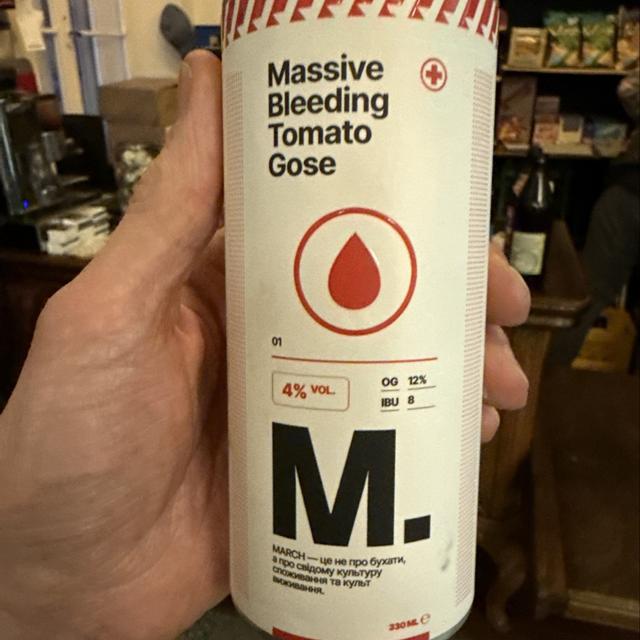 Massive
Bleeding
Tomato
Gose
01
4% VOL.
OG 12%
IBU 8
M.
MARCH — це не про бухати,
а про свідому культуру
споживання та культ
виживання.
330 ML ℮